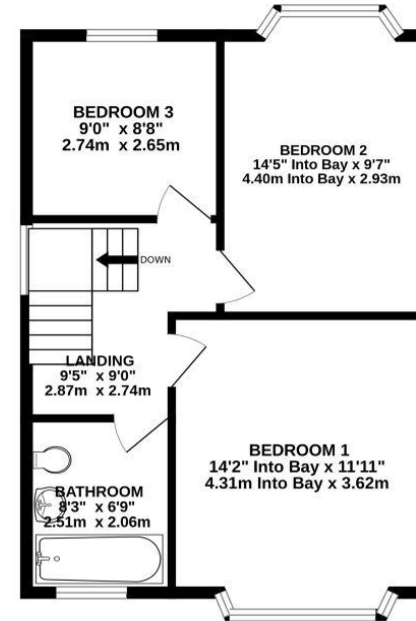 BEDROOM 3
9'0" x 8'8"
2.74m x 2.65m
BEDROOM 2
14'5" Into Bay x 9'7"
4.40m Into Bay x 2.93m
DOWN
LANDING
9'5" x 9'0"
2.87m x 2.74m
BEDROOM 1
14'2" Into Bay x 11'11"
4.31m Into Bay x 3.62m
BATHROOM
8'3" x 6'9"
2.51m x 2.06m